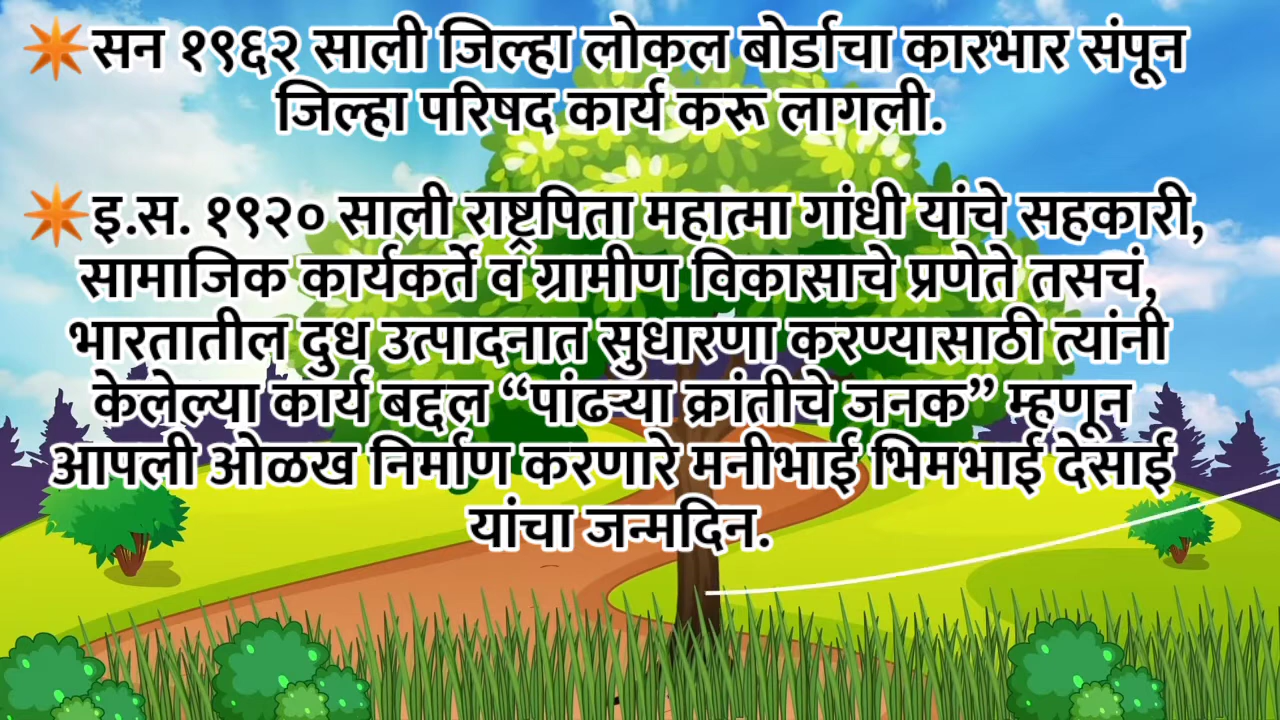 सन १९६२ साली जिल्हा लोकल बोर्डाचा कारभार संपून
जिल्हा परिषद कार्य करू लागली.
इ.स. १९२० साली राष्ट्रपिता महात्मा गांधी यांचे सहकारी,
सामाजिक कार्यकर्ते व ग्रामीण विकासाचे प्रणेते तसचं,
भारतातील दुध उत्पादनात सुधारणा करण्यासाठी त्यांनी
केलेल्या कार्य बद्दल “पांढऱ्या क्रांतीचे जनक” म्हणून
आपली ओळख निर्माण करणारे मनीभाई भिमभाई देसाई
यांचा जन्मदिन.